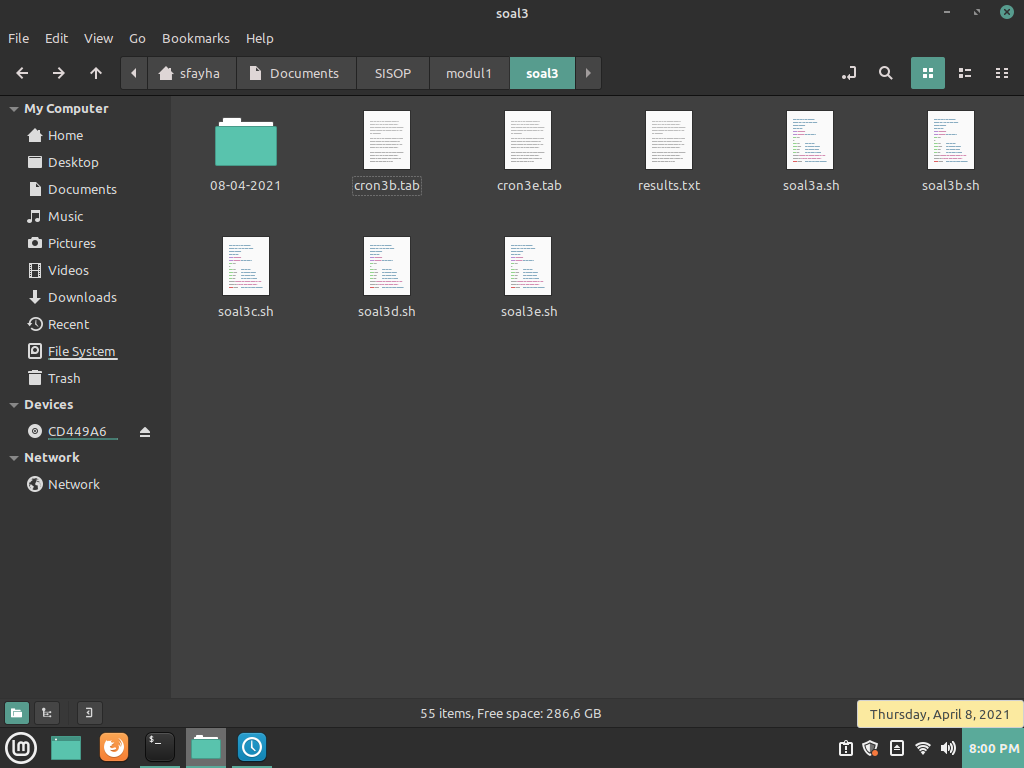 soal3
File Edit View Go Bookmarks Help
sfayha Documents SISOP modul1 soal3
My Computer
Home
Desktop
Documents
Music
Pictures
Videos
Downloads
Recent
File System
Trash
Devices
CD449A6
Network
Network
08-04-2021 cron3b.tab cron3e.tab results.txt soal3a.sh soal3b.sh
soal3c.sh soal3d.sh soal3e.sh
55 items, Free space: 286,6 GB
Thursday, April 8, 2021
8:00 PM